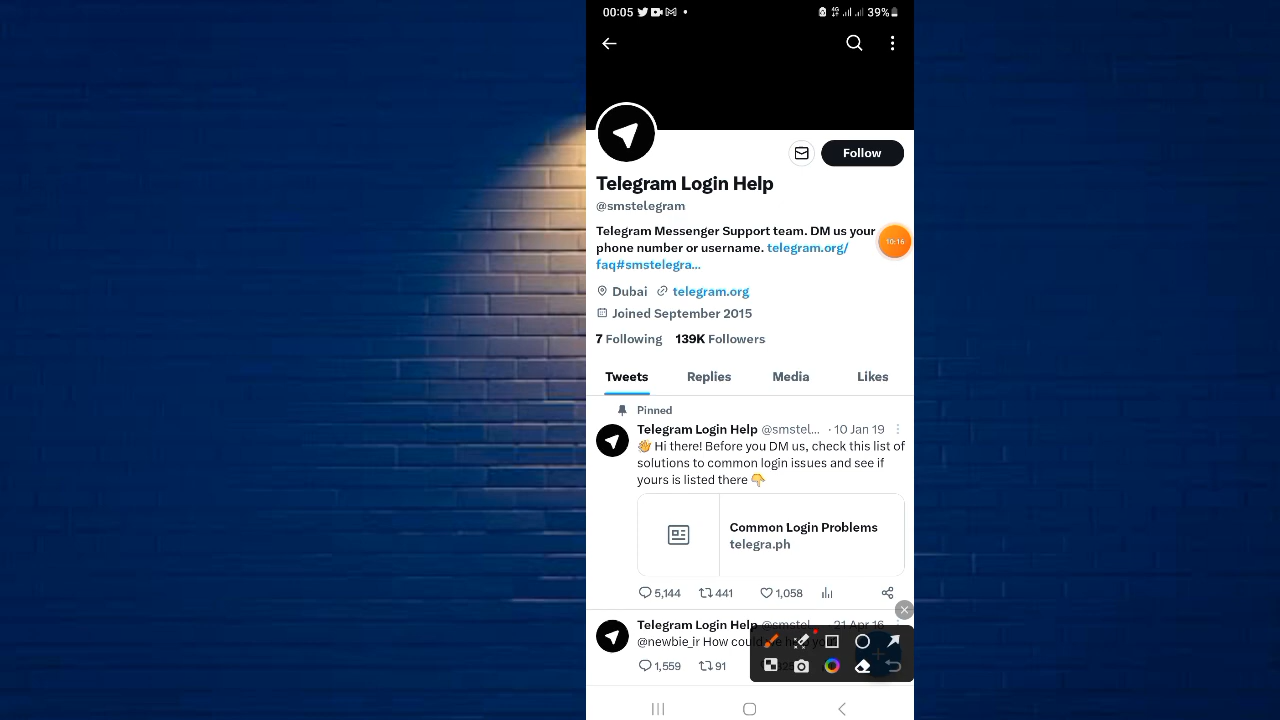 00:05
39%
Follow
Telegram Login Help
@smstelegram
Telegram Messenger Support team. DM us your
phone number or username. telegram.org/
faq#smstelegra...
10:16
Dubai telegram.org
Joined September 2015
7 Following 139K Followers
Tweets Replies Media Likes
Pinned
Telegram Login Help @smstel... · 10 Jan 19
👋 Hi there! Before you DM us, check this list of
solutions to common login issues and see if
yours is listed there 👇
Common Login Problems
telegra.ph
5,144 441 1,058
Telegram Login Help @smstel... 21 Apr 16
@newbie_ir How could
1,559 91